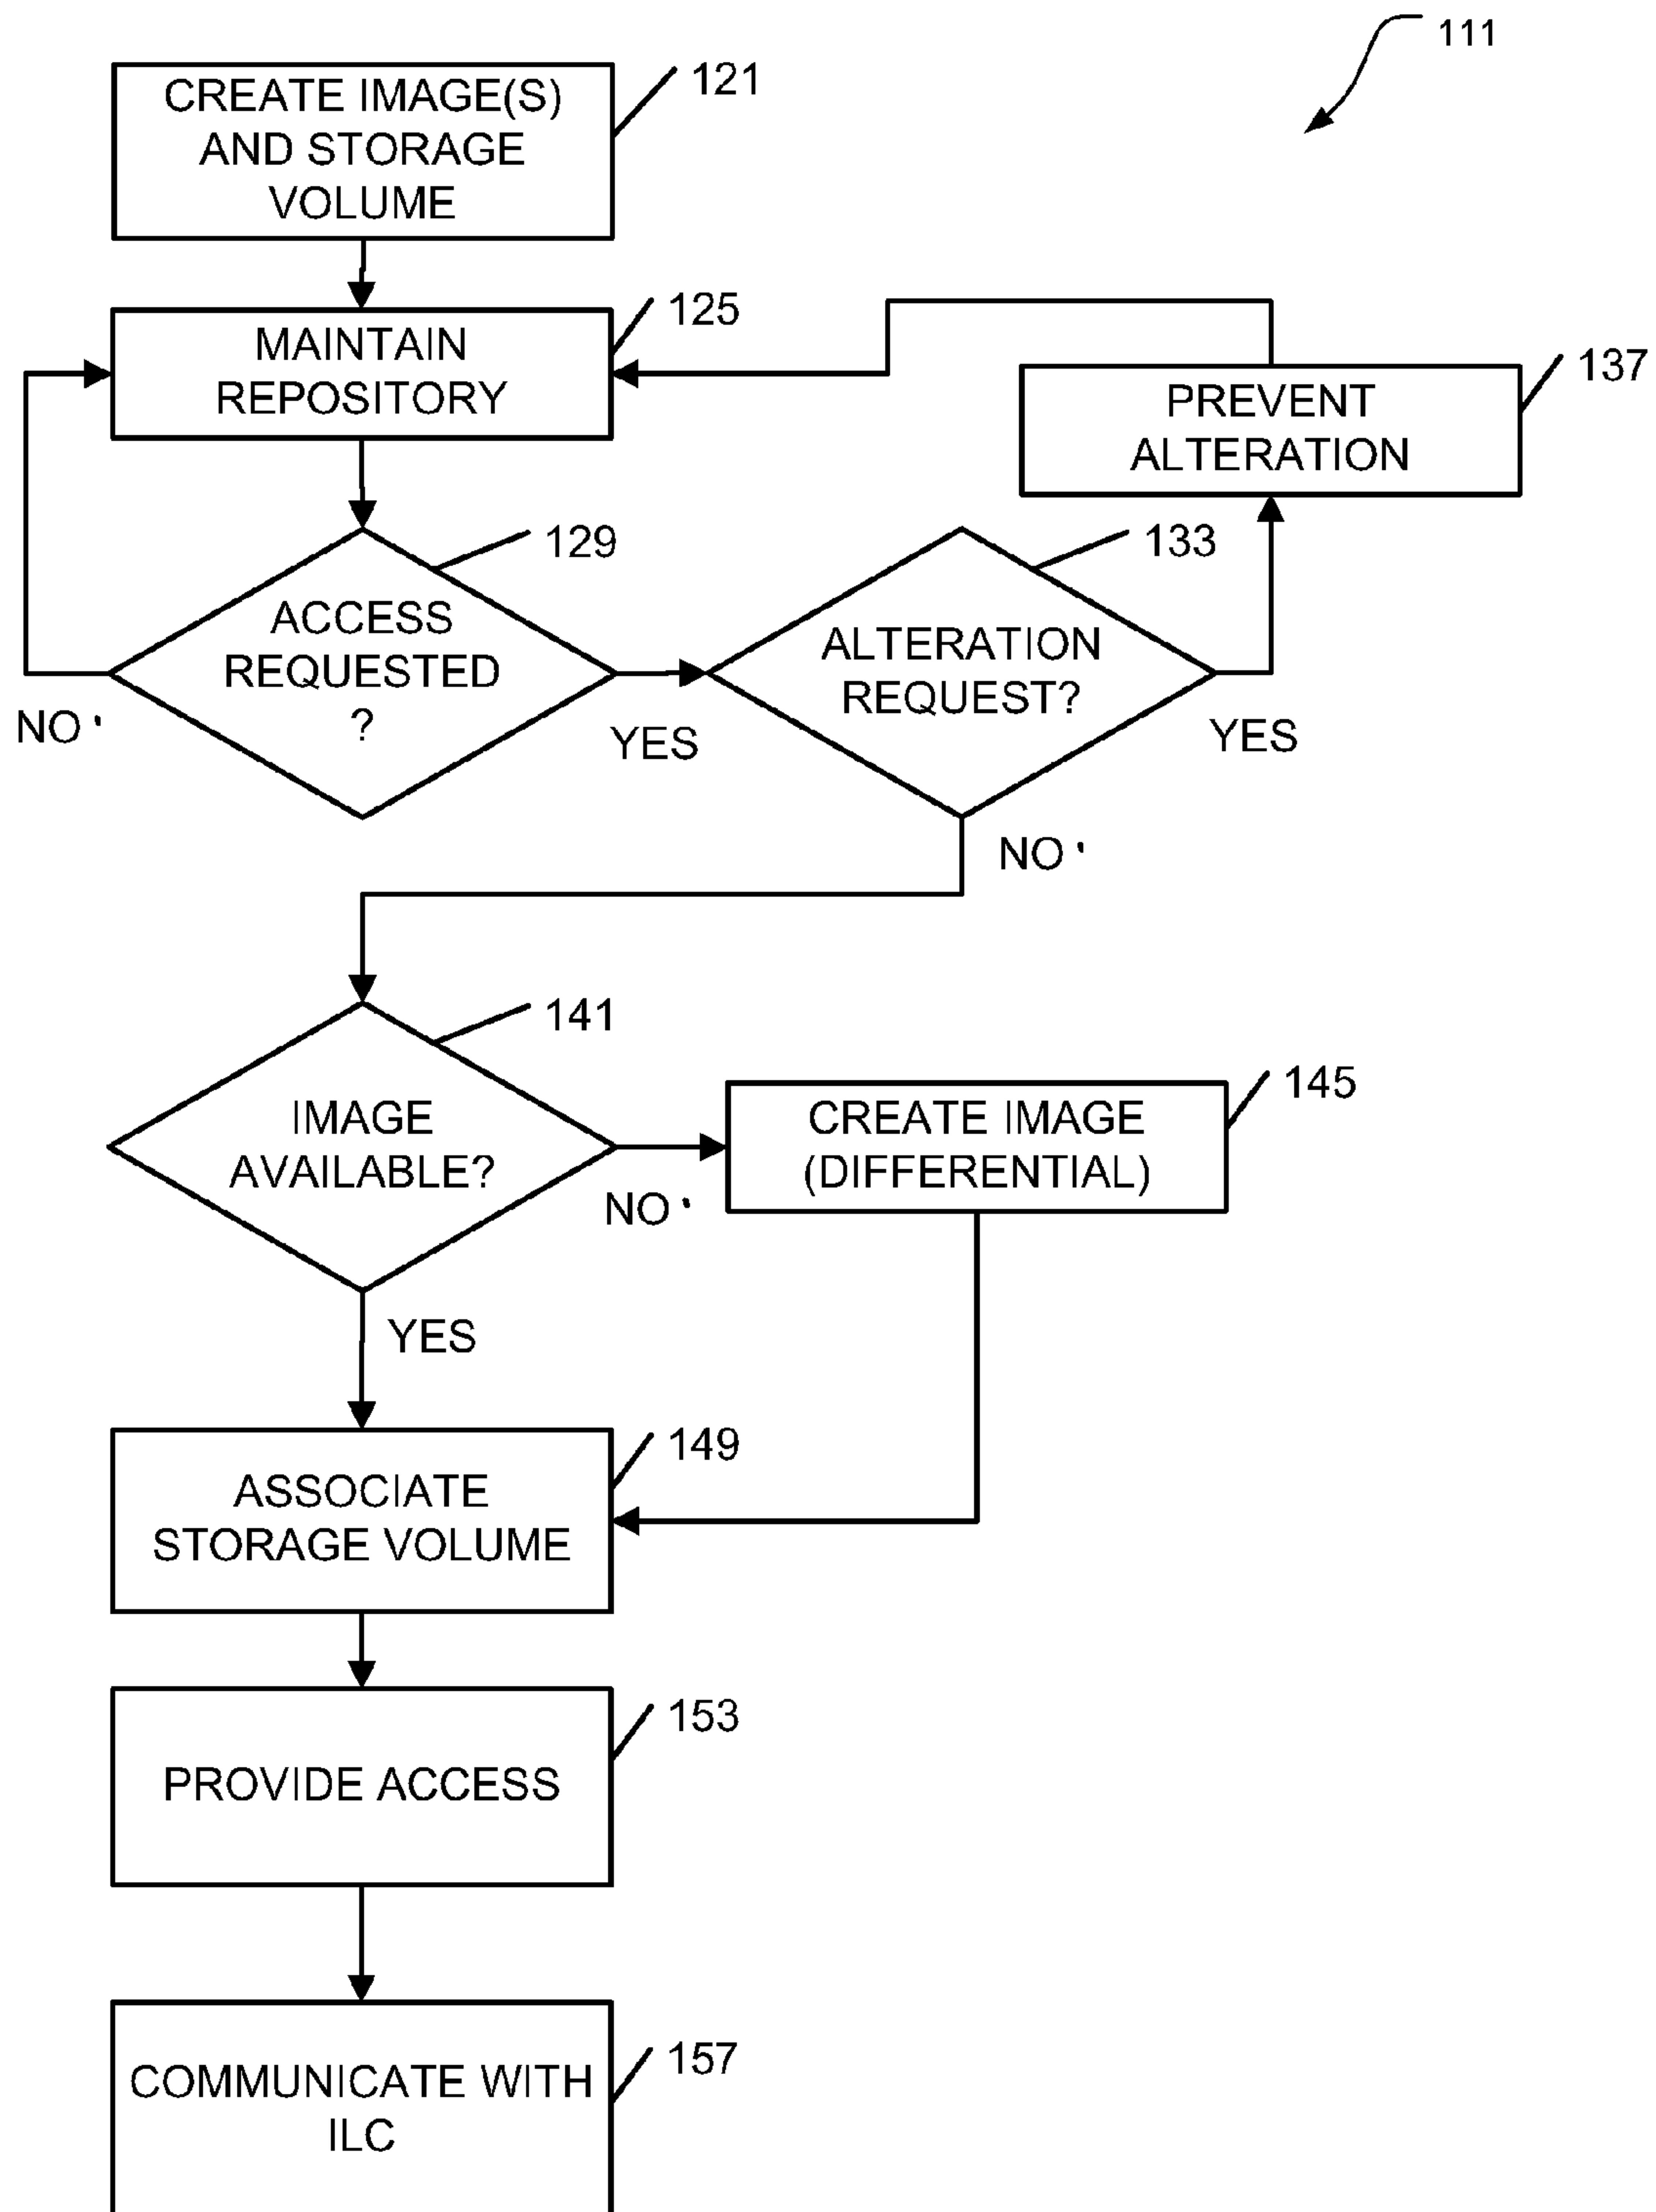 111
CREATE IMAGE(S)
AND STORAGE
VOLUME
121
MAINTAIN
REPOSITORY
125
PREVENT
ALTERATION
137
ACCESS
REQUESTED
?
129
NO
YES
ALTERATION
REQUEST?
133
YES
NO
IMAGE
AVAILABLE?
141
NO
YES
CREATE IMAGE
(DIFFERENTIAL)
145
ASSOCIATE
STORAGE VOLUME
149
PROVIDE ACCESS
153
COMMUNICATE WITH
ILC
157